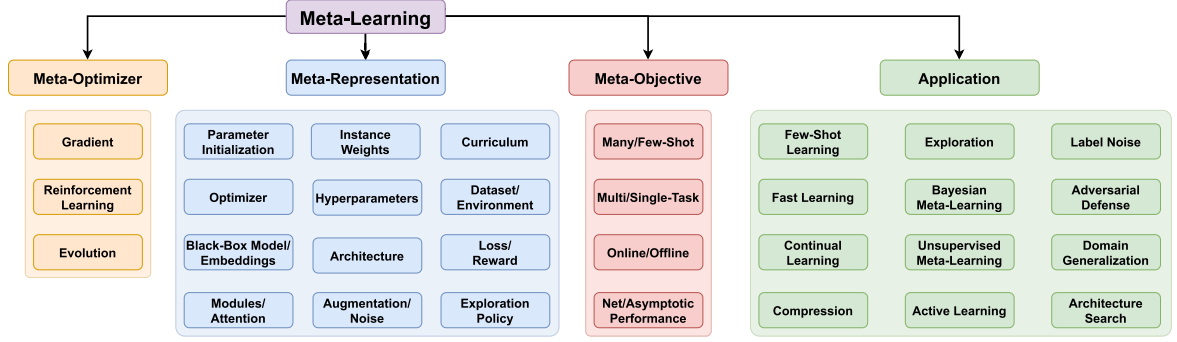 Meta-Learning
Meta-Optimizer
Meta-Representation
Meta-Objective
Application
Gradient
Reinforcement
Learning
Evolution
Parameter
Initialization
Instance
Weights
Curriculum
Optimizer
Hyperparameters
Dataset/
Environment
Black-Box Model/
Embeddings
Architecture
Loss/
Reward
Modules/
Attention
Augmentation/
Noise
Exploration
Policy
Many/Few-Shot
Multi/Single-Task
Online/Offline
Net/Asymptotic
Performance
Few-Shot
Learning
Exploration
Label Noise
Fast Learning
Bayesian
Meta-Learning
Adversarial
Defense
Continual
Learning
Unsupervised
Meta-Learning
Domain
Generalization
Compression
Active Learning
Architecture
Search